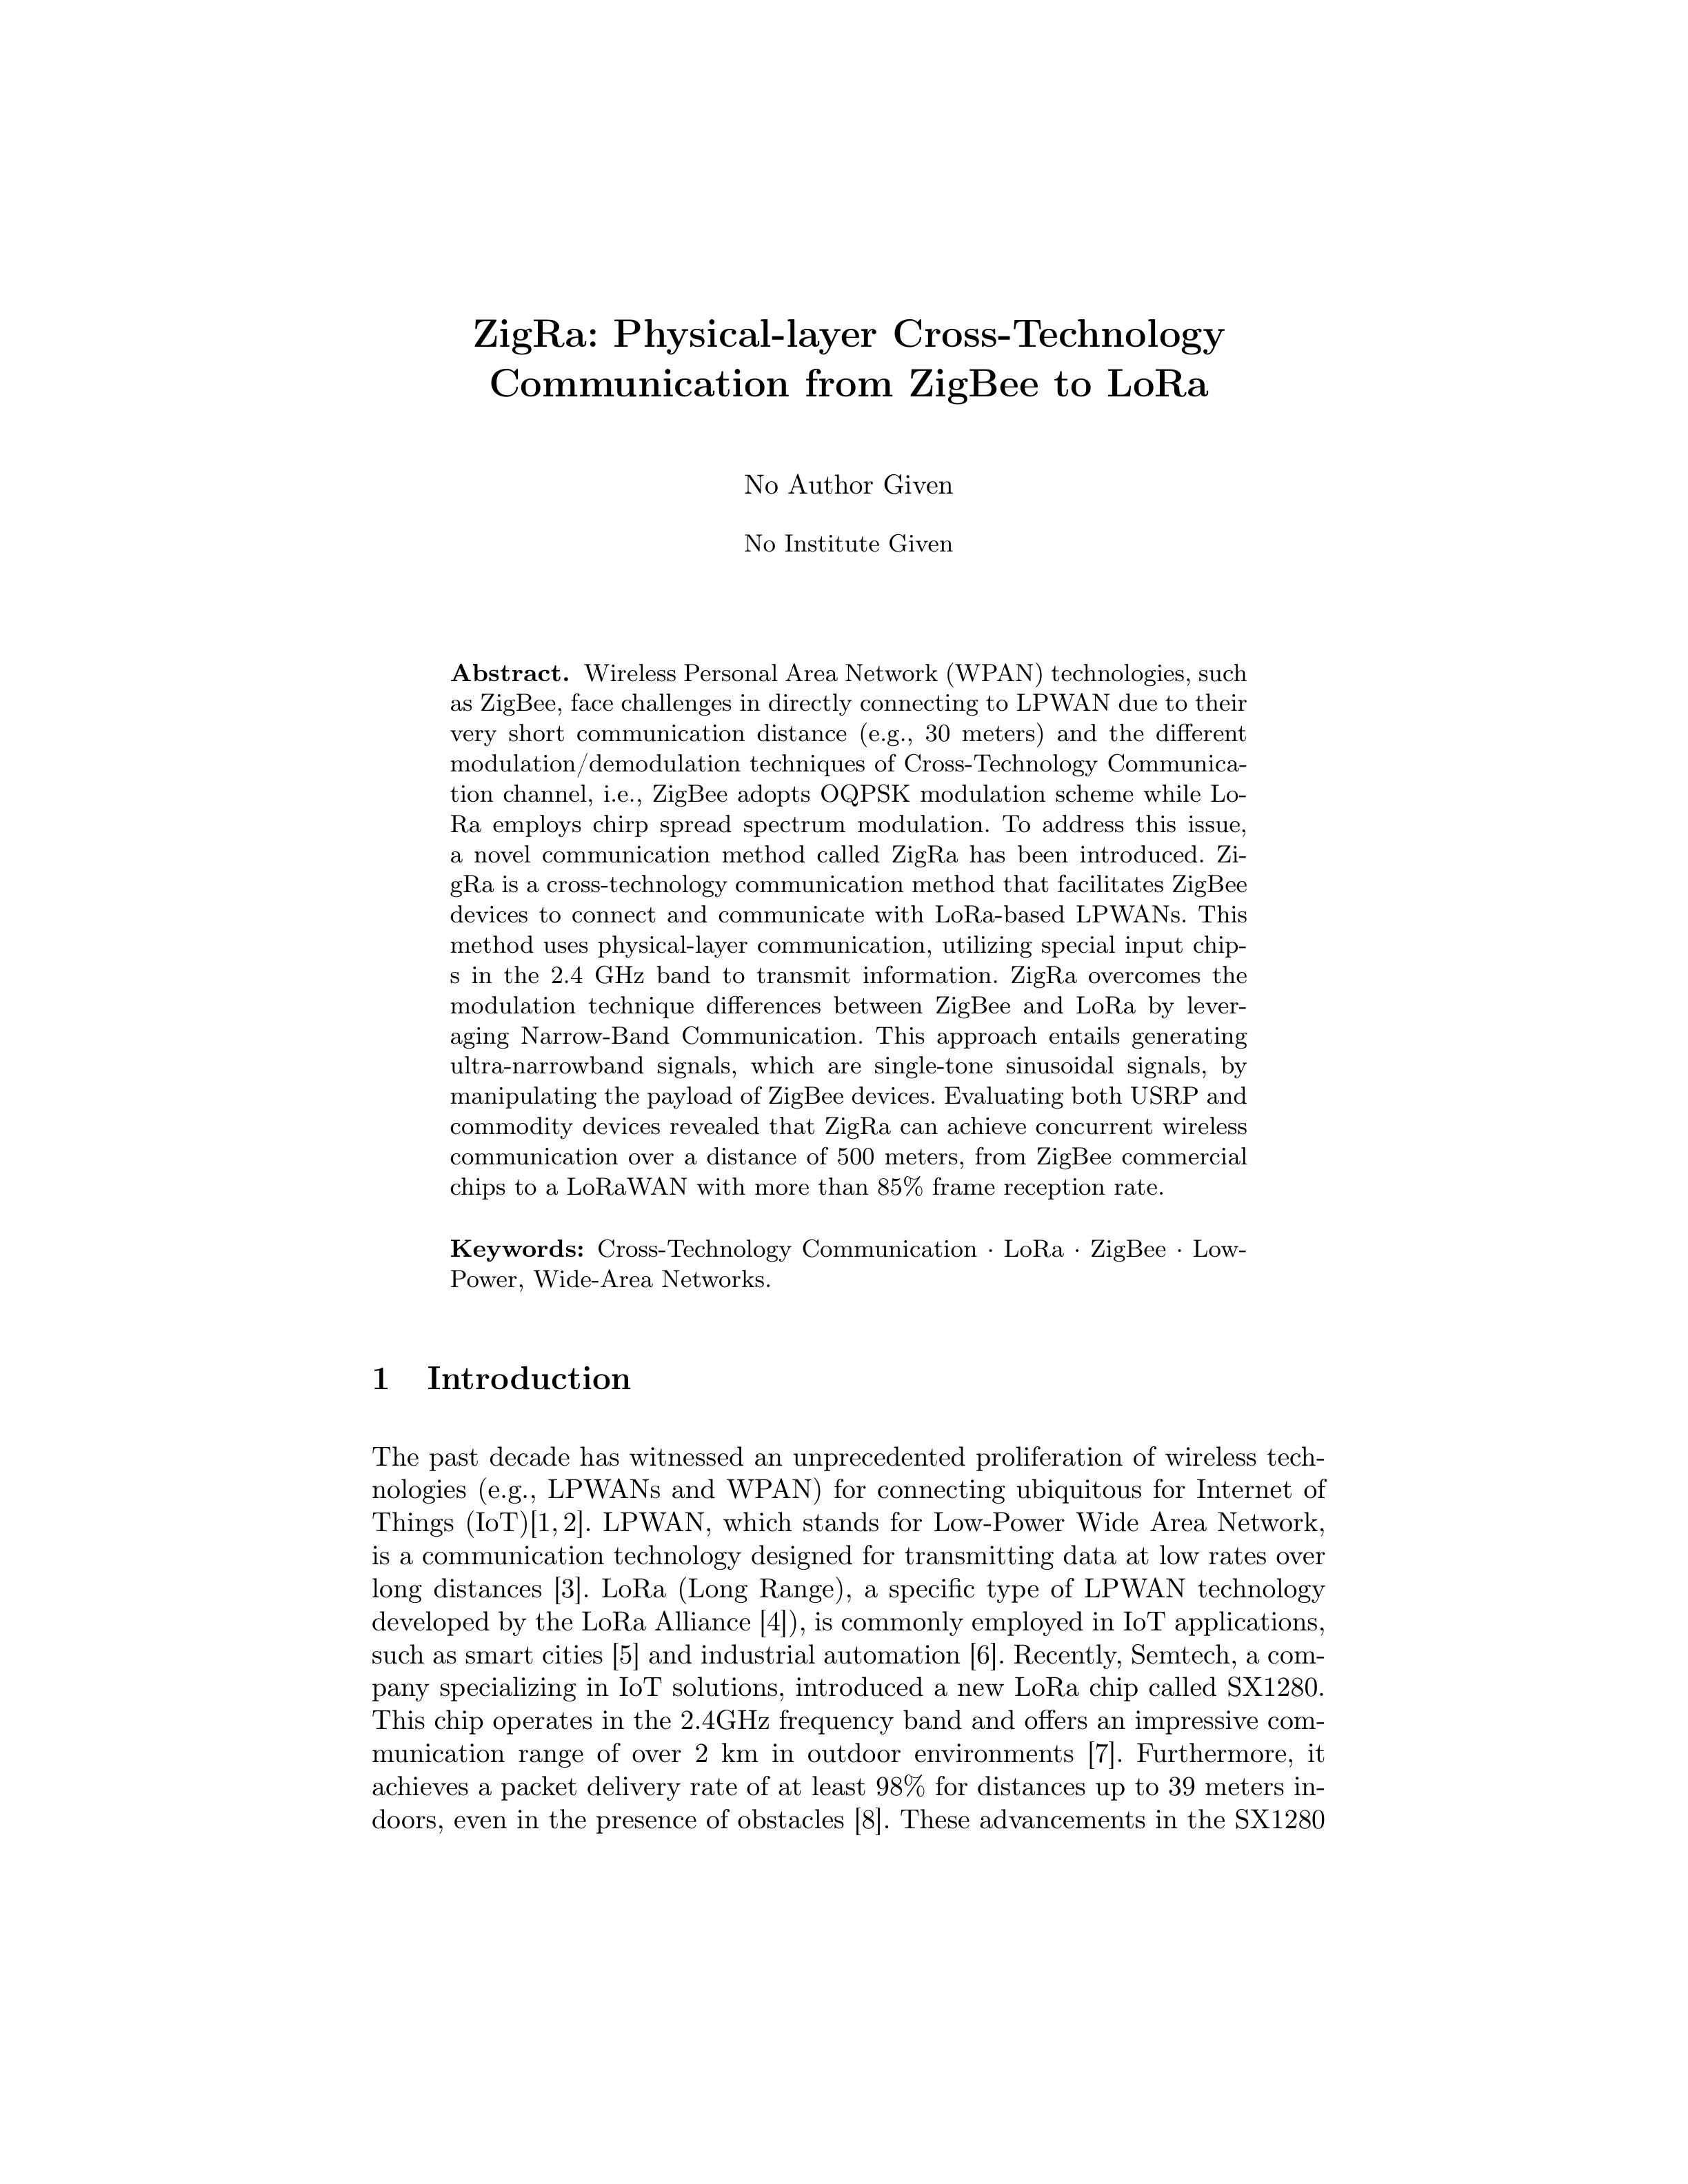 ZigRa: Physical-layer Cross-Technology
Communication from ZigBee to LoRa
No Author Given
No Institute Given
Abstract. Wireless Personal Area Network (WPAN) technologies, such
as ZigBee, face challenges in directly connecting to LPWAN due to their
very short communication distance (e.g., 30 meters) and the different
modulation/demodulation techniques of Cross-Technology Communica-
tion channel, i.e., ZigBee adopts OQPSK modulation scheme while Lo-
Ra employs chirp spread spectrum modulation. To address this issue,
a novel communication method called ZigRa has been introduced. Zi-
gRa is a cross-technology communication method that facilitates ZigBee
devices to connect and communicate with LoRa-based LPWANs. This
method uses physical-layer communication, utilizing special input chip-
s in the 2.4 GHz band to transmit information. ZigRa overcomes the
modulation technique differences between ZigBee and LoRa by lever-
aging Narrow-Band Communication. This approach entails generating
ultra-narrowband signals, which are single-tone sinusoidal signals, by
manipulating the payload of ZigBee devices. Evaluating both USRP and
commodity devices revealed that ZigRa can achieve concurrent wireless
communication over a distance of 500 meters, from ZigBee commercial
chips to a LoRaWAN with more than 85% frame reception rate.
Keywords: Cross-Technology Communication · LoRa · ZigBee · Low-
Power, Wide-Area Networks.
1 Introduction
The past decade has witnessed an unprecedented proliferation of wireless tech-
nologies (e.g., LPWANs and WPAN) for connecting ubiquitous for Internet of
Things (IoT)[1, 2]. LPWAN, which stands for Low-Power Wide Area Network,
is a communication technology designed for transmitting data at low rates over
long distances [3]. LoRa (Long Range), a specific type of LPWAN technology
developed by the LoRa Alliance [4]), is commonly employed in IoT applications,
such as smart cities [5] and industrial automation [6]. Recently, Semtech, a com-
pany specializing in IoT solutions, introduced a new LoRa chip called SX1280.
This chip operates in the 2.4GHz frequency band and offers an impressive com-
munication range of over 2 km in outdoor environments [7]. Furthermore, it
achieves a packet delivery rate of at least 98% for distances up to 39 meters in-
doors, even in the presence of obstacles [8]. These advancements in the SX1280